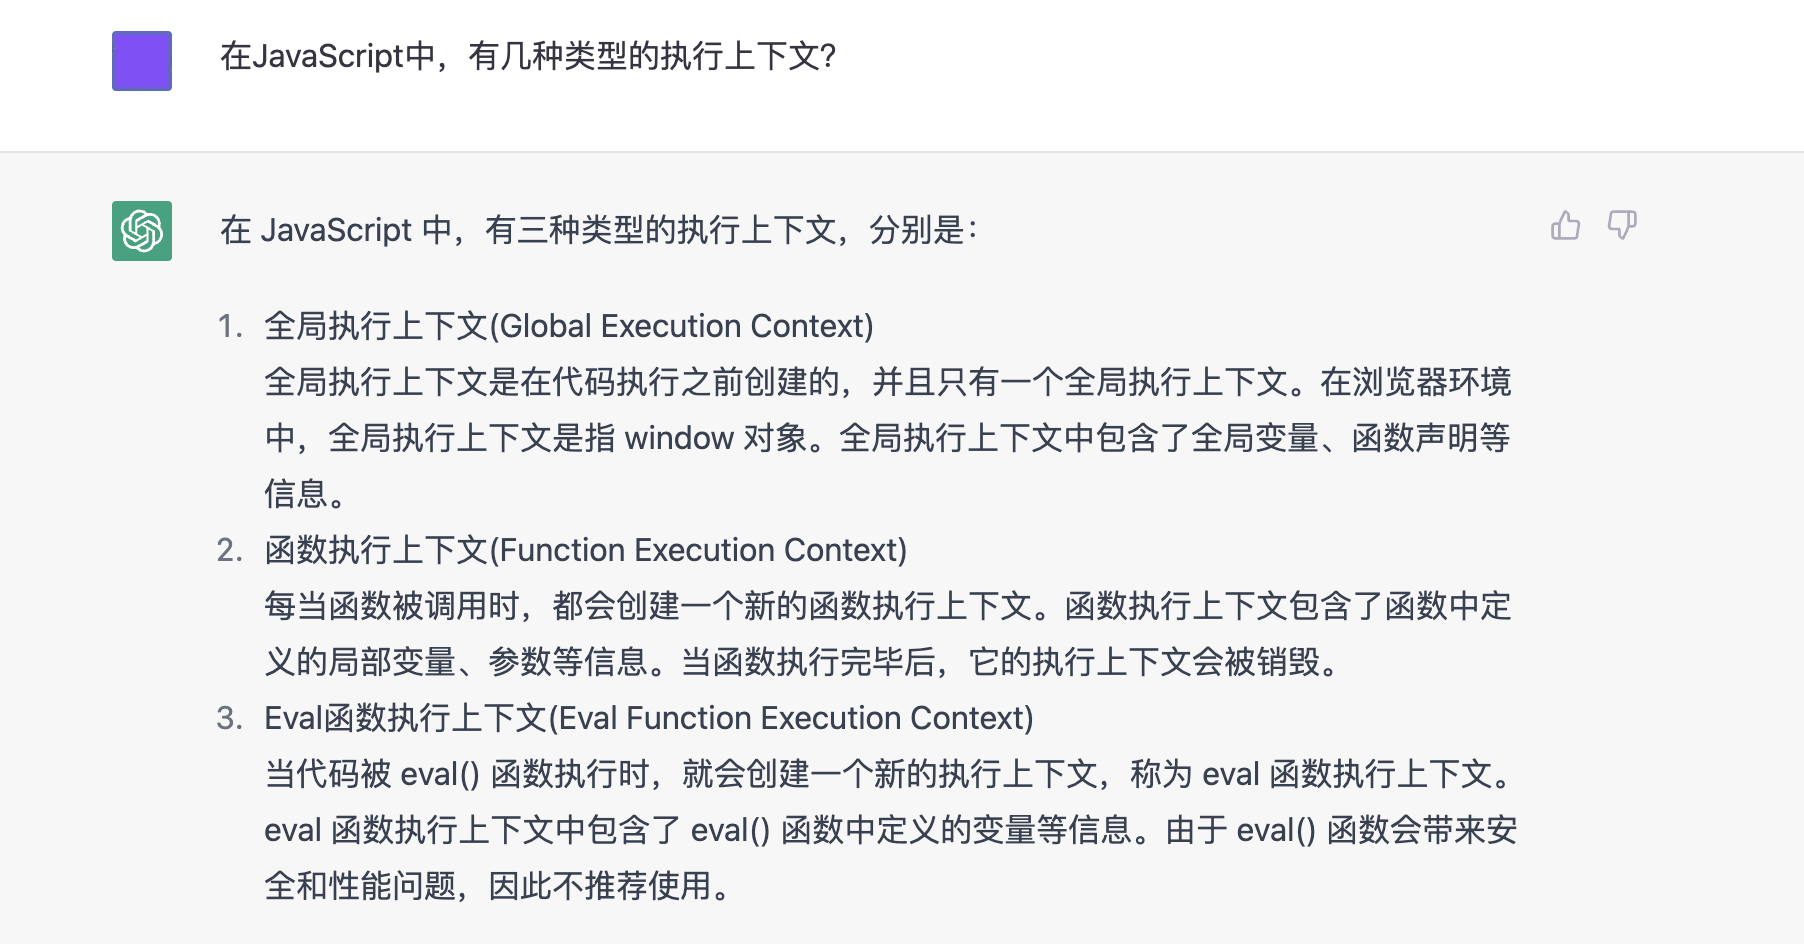 在JavaScript中，有几种类型的执行上下文？
在 JavaScript 中，有三种类型的执行上下文，分别是：
1. 全局执行上下文(Global Execution Context)
全局执行上下文是在代码执行之前创建的，并且只有一个全局执行上下文。在浏览器环境
中，全局执行上下文是指 window 对象。全局执行上下文中包含了全局变量、函数声明等
信息。
2. 函数执行上下文(Function Execution Context)
每当函数被调用时，都会创建一个新的函数执行上下文。函数执行上下文包含了函数中定
义的局部变量、参数等信息。当函数执行完毕后，它的执行上下文会被销毁。
3. Eval函数执行上下文(Eval Function Execution Context)
当代码被 eval() 函数执行时，就会创建一个新的执行上下文，称为 eval 函数执行上下文。
eval 函数执行上下文中包含了 eval() 函数中定义的变量等信息。由于 eval() 函数会带来安
全和性能问题，因此不推荐使用。